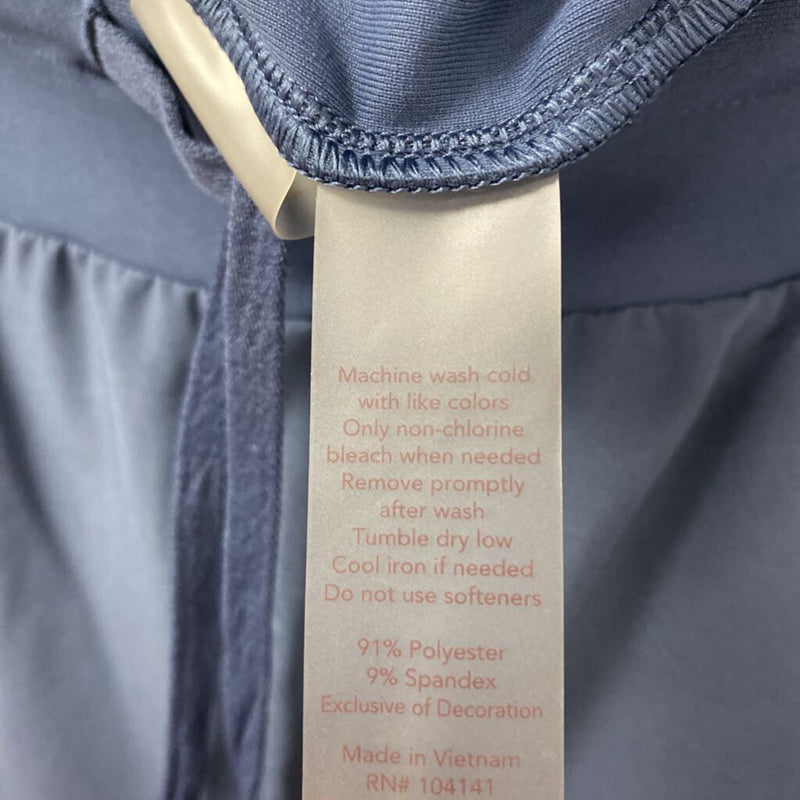 Machine wash cold
with like colors
Only non-chlorine
bleach when needed
Remove promptly
after wash
Tumble dry low
Cool iron if needed
Do not use softeners
91% Polyester
9% Spandex
Exclusive of Decoration
Made in Vietnam
RN# 104141